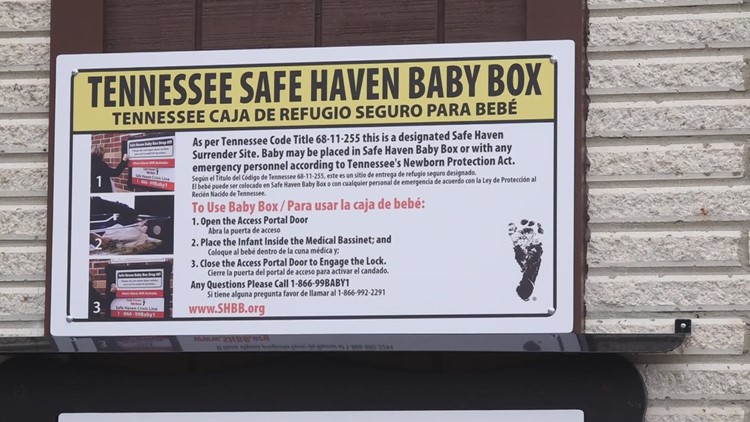 TENNESSEE SAFE HAVEN BABY BOX
TENNESSEE CAJA DE REFUGIO SEGURO PARA BEBÉ
As per Tennessee Code Title 68-11-255 this is a designated Safe Haven
Surrender Site. Baby may be placed in Safe Haven Baby Box or with any
emergency personnel according to Tennessee's Newborn Protection Act.
Según el Título del Código de Tennessee 68-11-255, este es un sitio de entrega de refugio seguro designado.
El bebé puede ser colocado en Safe Haven Baby Box o con cualquier personal de emergencia de acuerdo con la Ley de Protección al
Recién Nacido de Tennessee.
To Use Baby Box / Para usar la caja de bebé:
1. Open the Access Portal Door
Abra la puerta de acceso
2. Place the Infant Inside the Medical Bassinet; and
Coloque al bebé dentro de la cuna médica y;
3. Close the Access Portal Door to Engage the Lock.
Cierre la puerta del portal de acceso para activar el candado.
Any Questions Please Call 1-866-99BABY1
Si tiene alguna pregunta favor de llamar al 1-866-992-2291
www.SHBB.org
1
2
3
Safe Haven Crisis Line
1-866-99BABY1